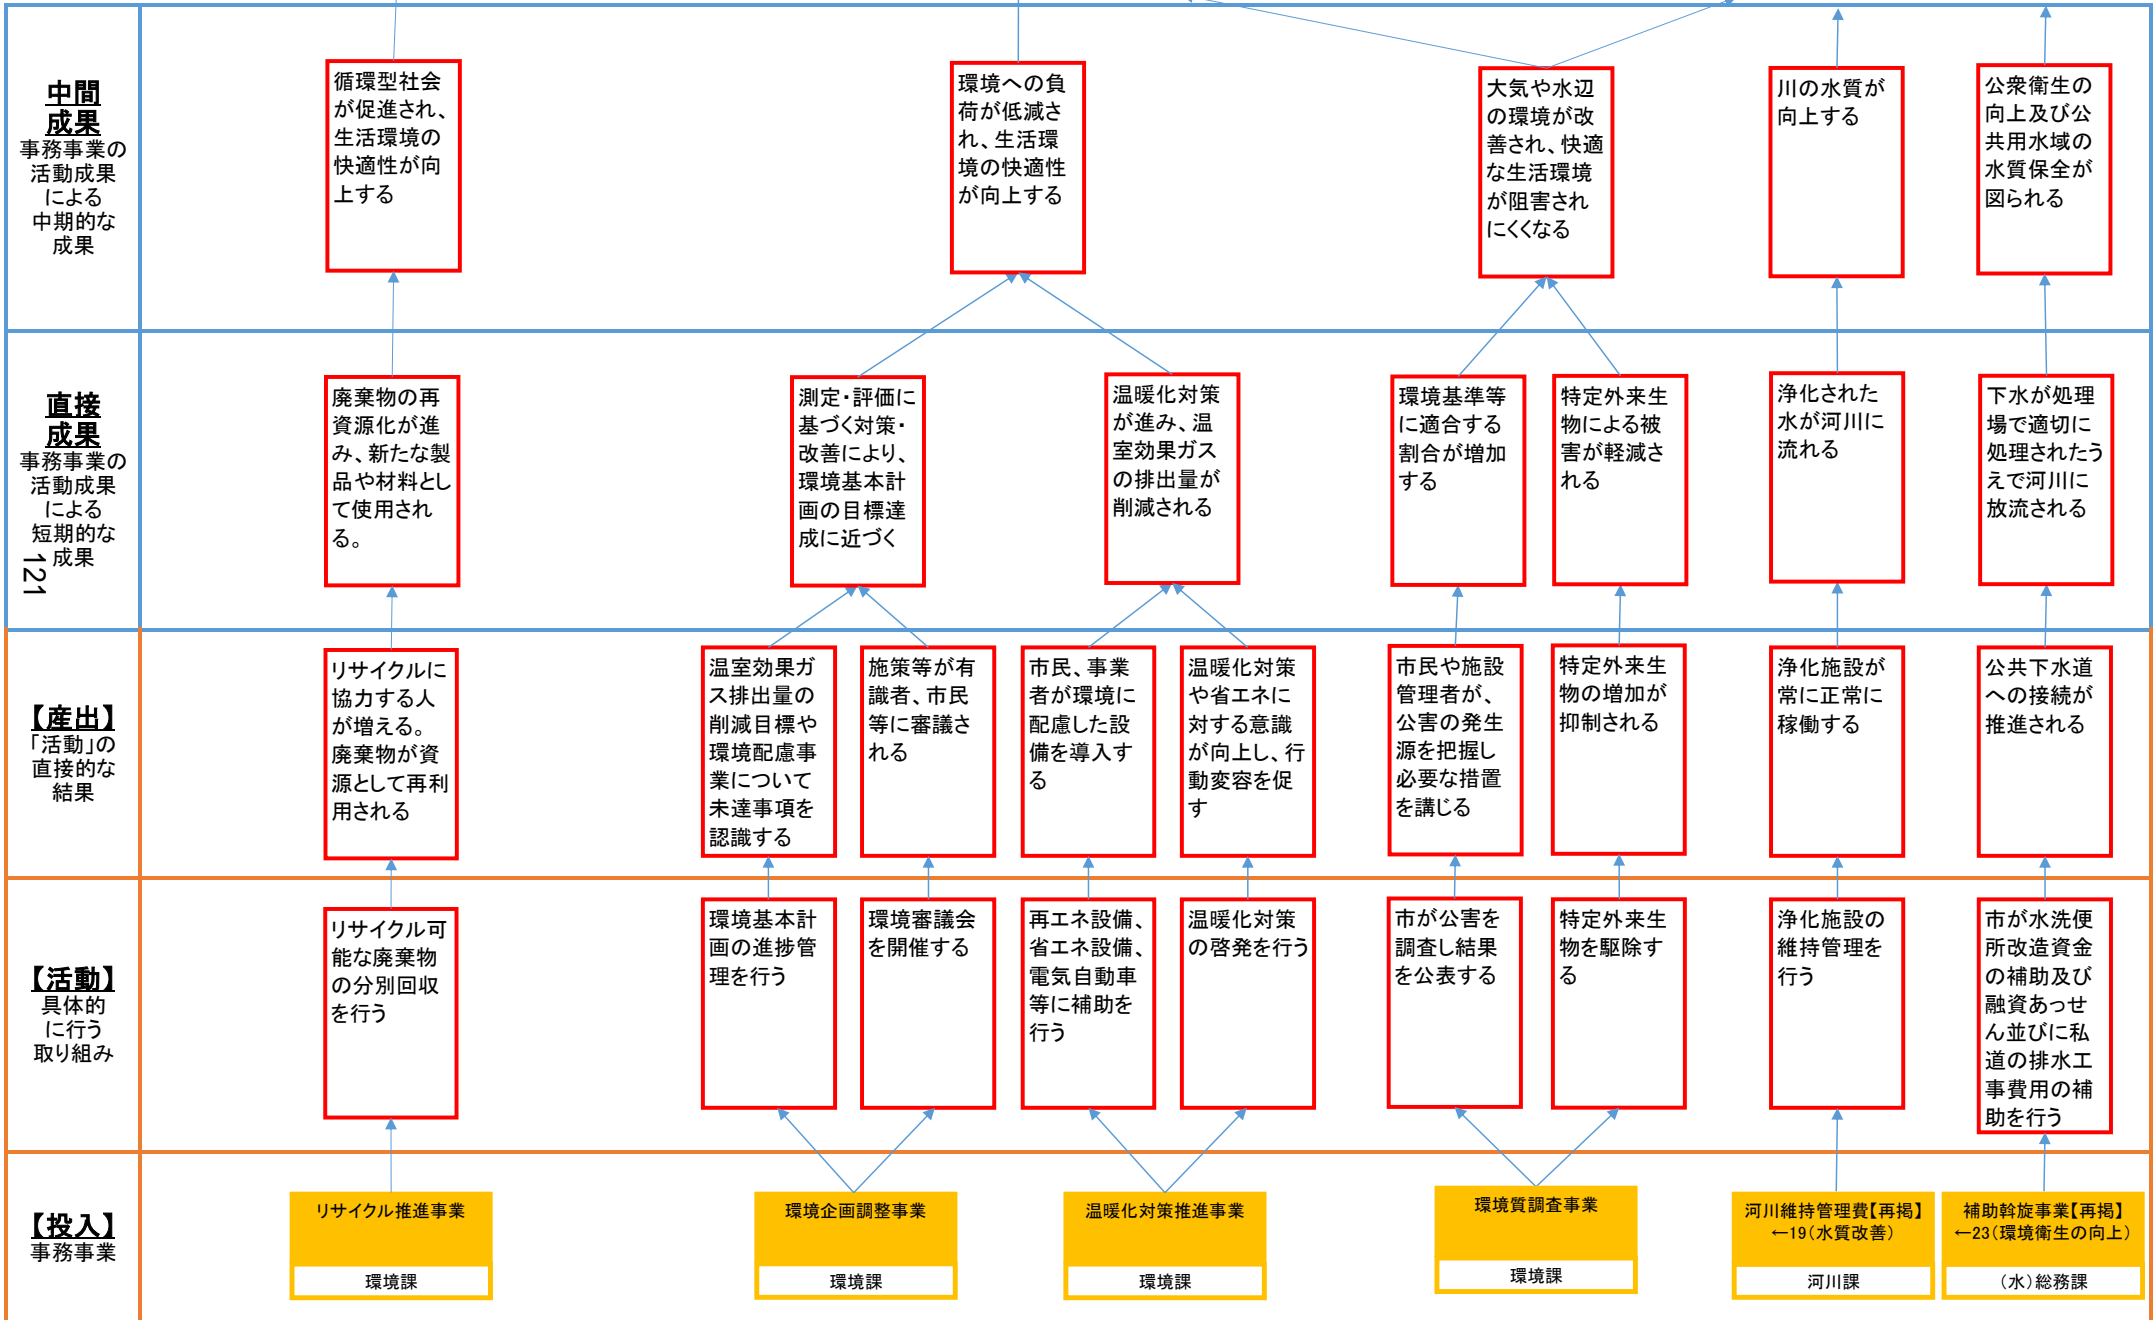 中間
成果
事務事業の
活動成果
による
中期的な
成果
循環型社会
が促進され、
生活環境の
快適性が向
上する
環境への負
荷が低減さ
れ、生活環
境の快適性
が向上する
大気や水辺
の環境が改
善され、快適
な生活環境
が阻害され
にくくなる
川の水質が
向上する
公衆衛生の
向上及び公
共用水域の
水質保全が
図られる
直接
成果
事務事業の
活動成果
による
短期的な
成果
121
廃棄物の再
資源化が進
み、新たな製
品や材料とし
て使用され
る。
測定・評価に
基づく対策・
改善により、
環境基本計
画の目標達
成に近づく
温暖化対策
が進み、温
室効果ガス
の排出量が
削減される
環境基準等
に適合する
割合が増加
する
特定外来生
物による被
害が軽減さ
れる
浄化された
水が河川に
流れる
下水が処理
場で適切に
処理されたう
えで河川に
放流される
【産出】
「活動」の
直接的な
結果
リサイクルに
協力する人
が増える。
廃棄物が資
源として再利
用される
温室効果ガ
ス排出量の
削減目標や
環境配慮事
業について
未達事項を
認識する
施策等が有
識者、市民
等に審議さ
れる
市民、事業
者が環境に
配慮した設
備を導入す
る
温暖化対策
や省エネに
対する意識
が向上し、行
動変容を促
す
市民や施設
管理者が、
公害の発生
源を把握し
必要な措置
を講じる
特定外来生
物の増加が
抑制される
浄化施設が
常に正常に
稼働する
公共下水道
への接続が
推進される
【活動】
具体的
に行う
取り組み
リサイクル可
能な廃棄物
の分別回収
を行う
環境基本計
画の進捗管
理を行う
環境審議会
を開催する
再エネ設備、
省エネ設備、
電気自動車
等に補助を
行う
温暖化対策
の啓発を行う
市が公害を
調査し結果
を公表する
特定外来生
物を駆除す
る
浄化施設の
維持管理を
行う
市が水洗便
所改造資金
の補助及び
融資あっせ
ん並びに私
道の排水工
事費用の補
助を行う
【投入】
事務事業
リサイクル推進事業
環境課
環境企画調整事業
環境課
温暖化対策推進事業
環境課
環境質調査事業
環境課
河川維持管理費【再掲】
←19(水質改善)
河川課
補助斡旋事業【再掲】
←23(環境衛生の向上)
(水)総務課